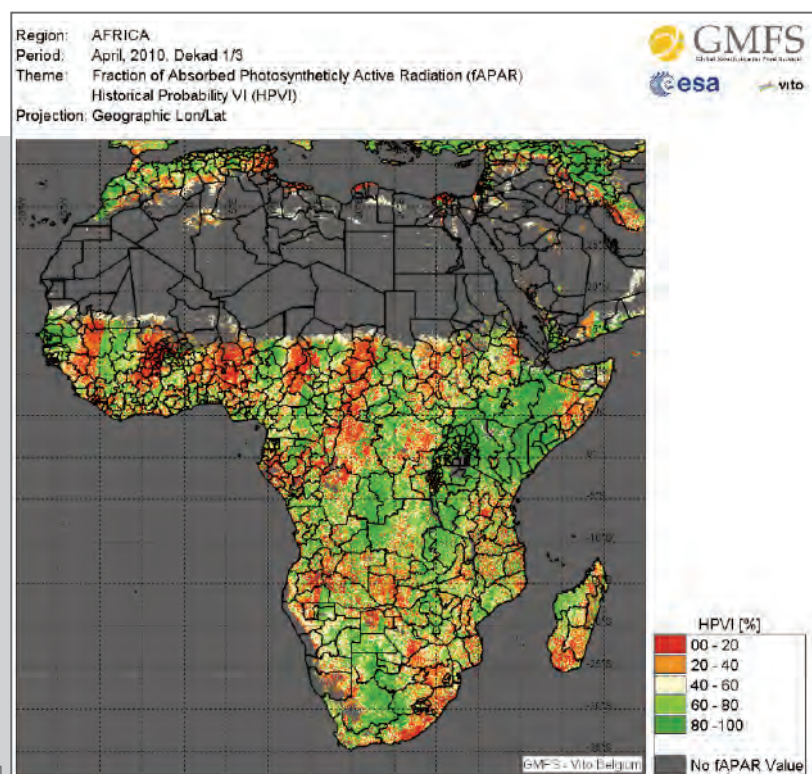 Region: AFRICA
Period: April, 2010, Dekad 1/3
Theme: Fraction of Absorbed Photosyntheticly Active Radiation (fAPAR)
Historical Probability VI (HPVI)
Projection: Geographic Lon/Lat
GMFS
esa
vito
HPVI [%]
00 - 20
20 - 40
40 - 60
60 - 80
80 -100
No fAPAR Value
GMFS - Vito Belgium